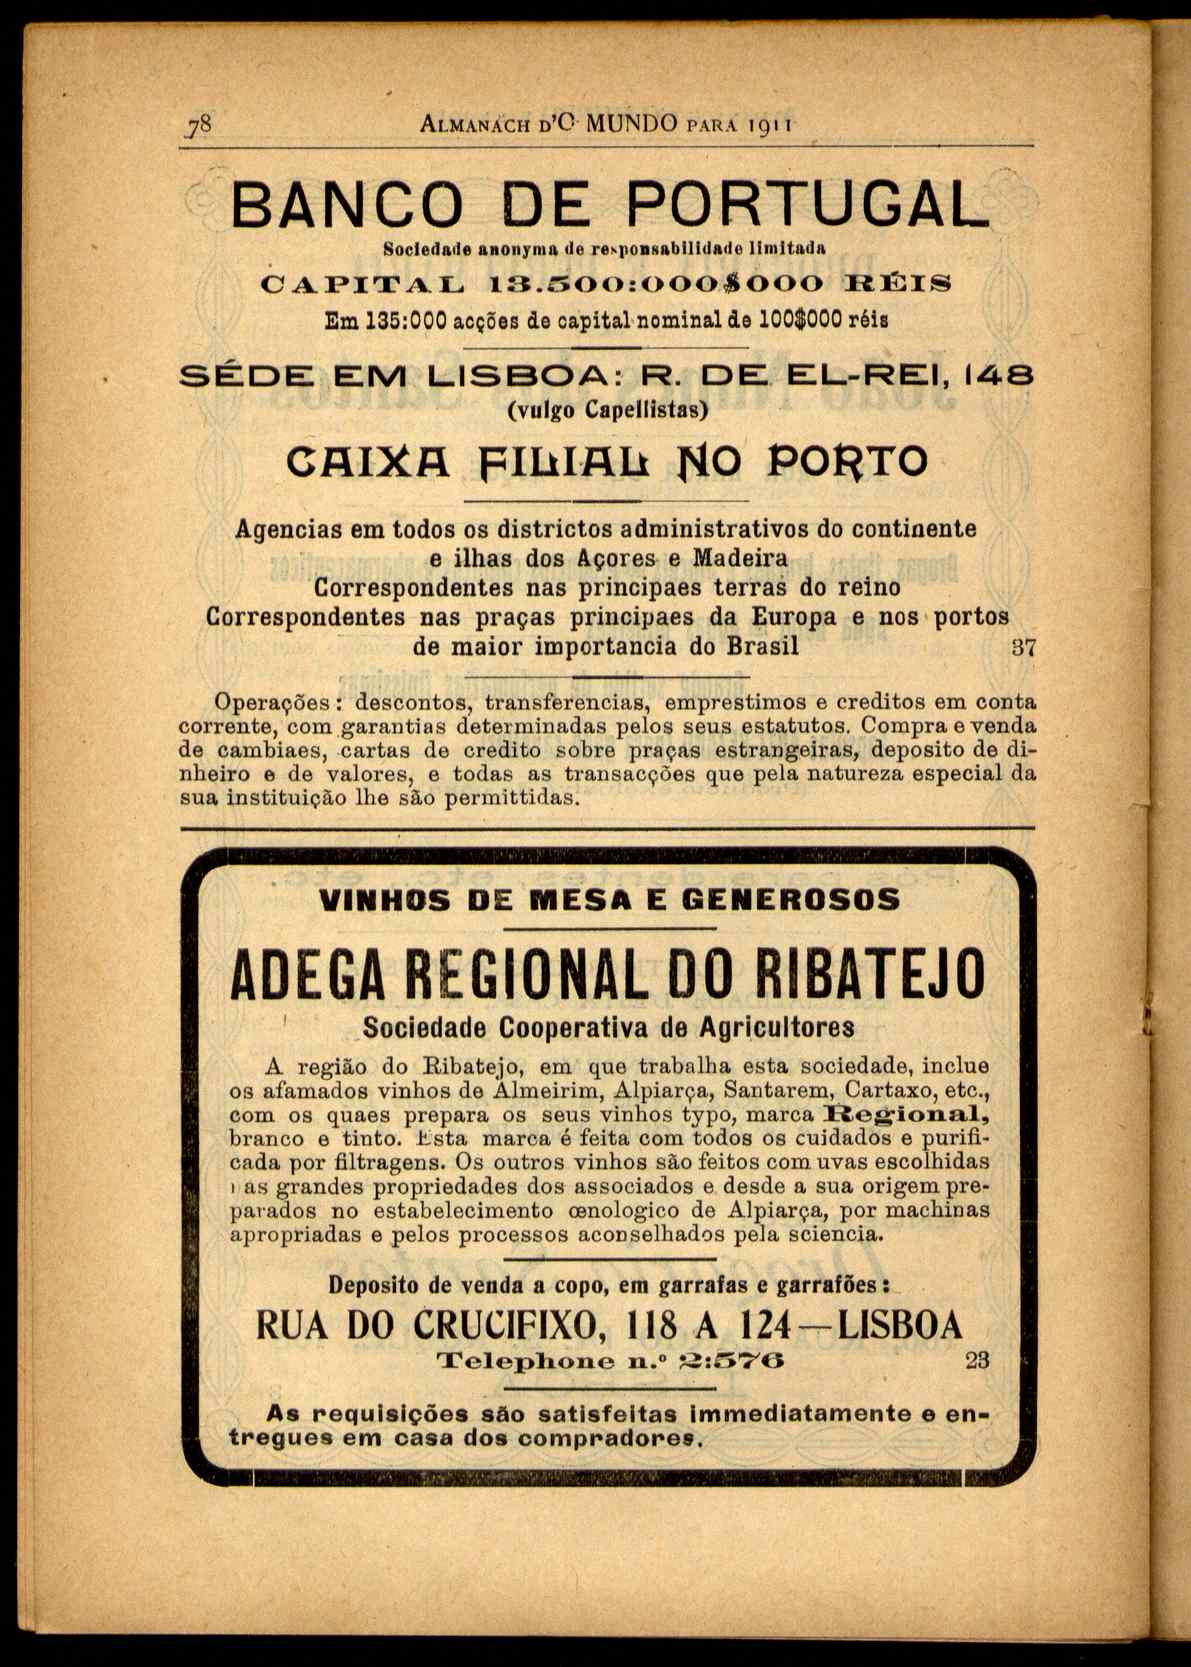 78
ALMANACH D'O MUNDO PARA 1911
BANCO DE PORTUGAL
Sociedade anonyma de responsabilidade limitada
CAPITAL 13.500:000$000 RÉIS
Em 135:000 acções de capital nominal de 100$000 réis
SÉDE EM LISBOA: R. DE EL-REI, 148
(vulgo Capellistas)
CAIXA FILIAL NO PORTO
Agencias em todos os districtos administrativos do continente
e ilhas dos Açores e Madeira
Correspondentes nas principaes terras do reino
Correspondentes nas praças principaes da Europa e nos portos
de maior importancia do Brasil 37
Operações: descontos, transferencias, emprestimos e creditos em conta
corrente, com garantias determinadas pelos seus estatutos. Compra e venda
de cambiaes, cartas de credito sobre praças estrangeiras, deposito de di-
nheiro e de valores, e todas as transacções que pela natureza especial da
sua instituição lhe são permittidas.
VINHOS DE MESA E GENEROSOS
ADEGA REGIONAL DO RIBATEJO
Sociedade Cooperativa de Agricultores
A região do Ribatejo, em que trabalha esta sociedade, inclue
os afamados vinhos de Almeirim, Alpiarça, Santarem, Cartaxo, etc.,
com os quaes prepara os seus vinhos typo, marca Regional,
branco e tinto. Esta marca é feita com todos os cuidados e purifi-
cada por filtragens. Os outros vinhos são feitos com uvas escolhidas
as grandes propriedades dos associados e desde a sua origem pre-
parados no estabelecimento œnologico de Alpiarça, por machinas
apropriadas e pelos processos aconselhados pela sciencia.
Deposito de venda a copo, em garrafas e garrafões:
RUA DO CRUCIFIXO, 118 A 124—LISBOA
Telephone n.º 2:576 23
As requisições são satisfeitas immediatamente e en-
tregues em casa dos compradores.